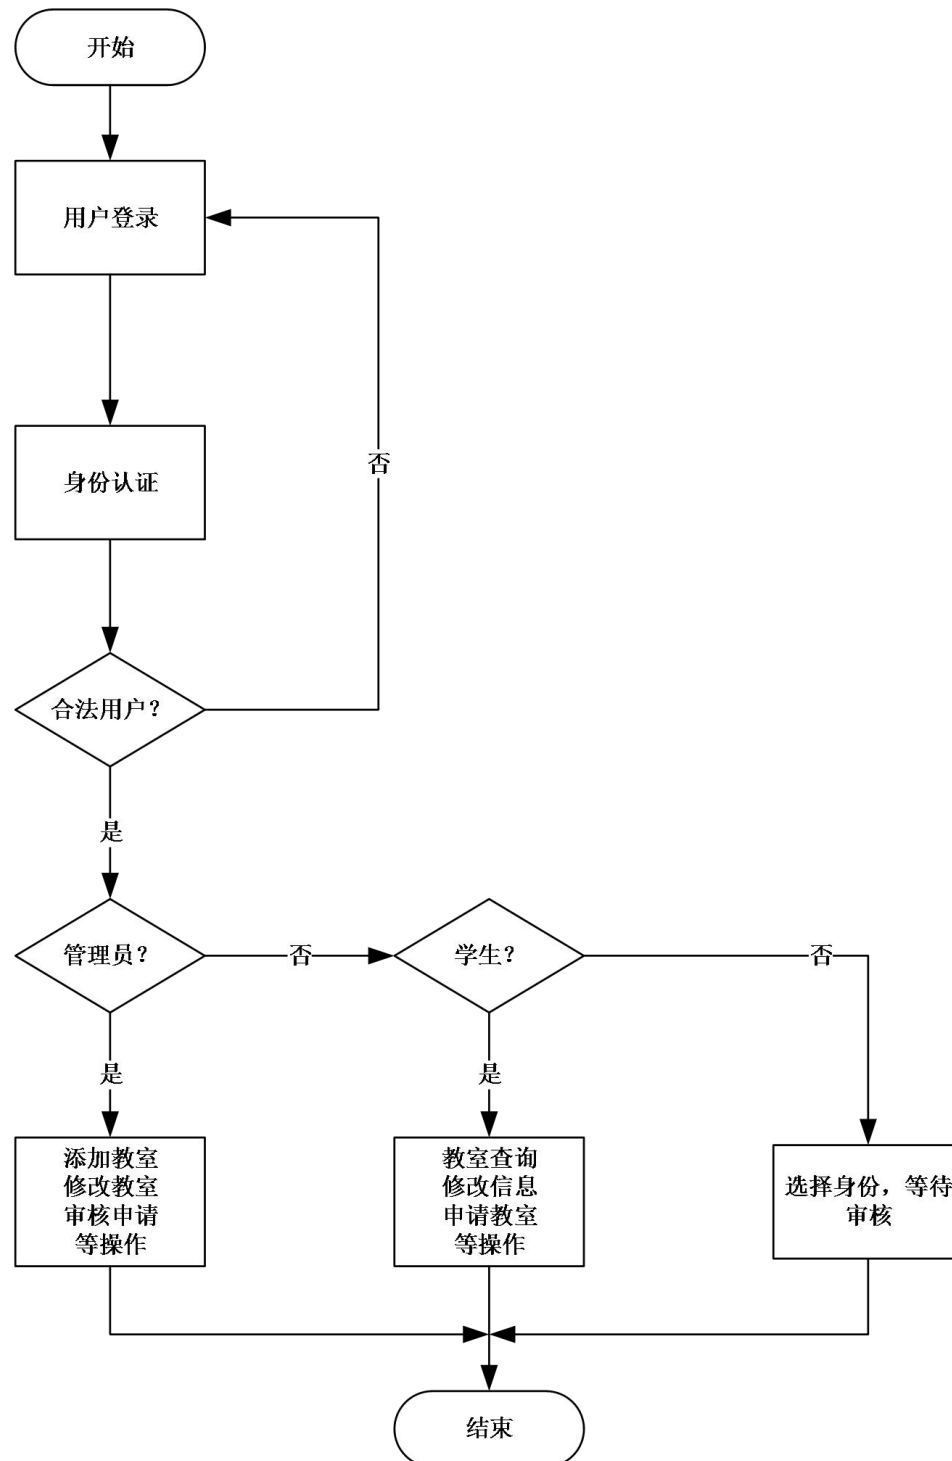 开始
用户登录
否
身份认证
合法用户？
是
管理员？
否
学生？
否
是
是
添加教室
修改教室
审核申请
等操作
教室查询
修改信息
申请教室
等操作
选择身份，等待
审核
结束